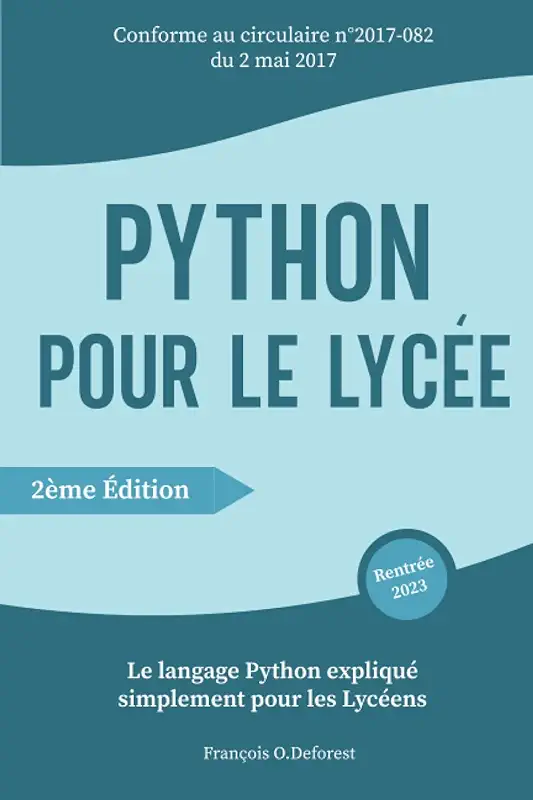 Conforme au circulaire n°2017-082
du 2 mai 2017
PYTHON
POUR LE LYCÉE
2ème Édition
Rentrée
2023
Le langage Python expliqué
simplement pour les Lycéens
François O.Deforest